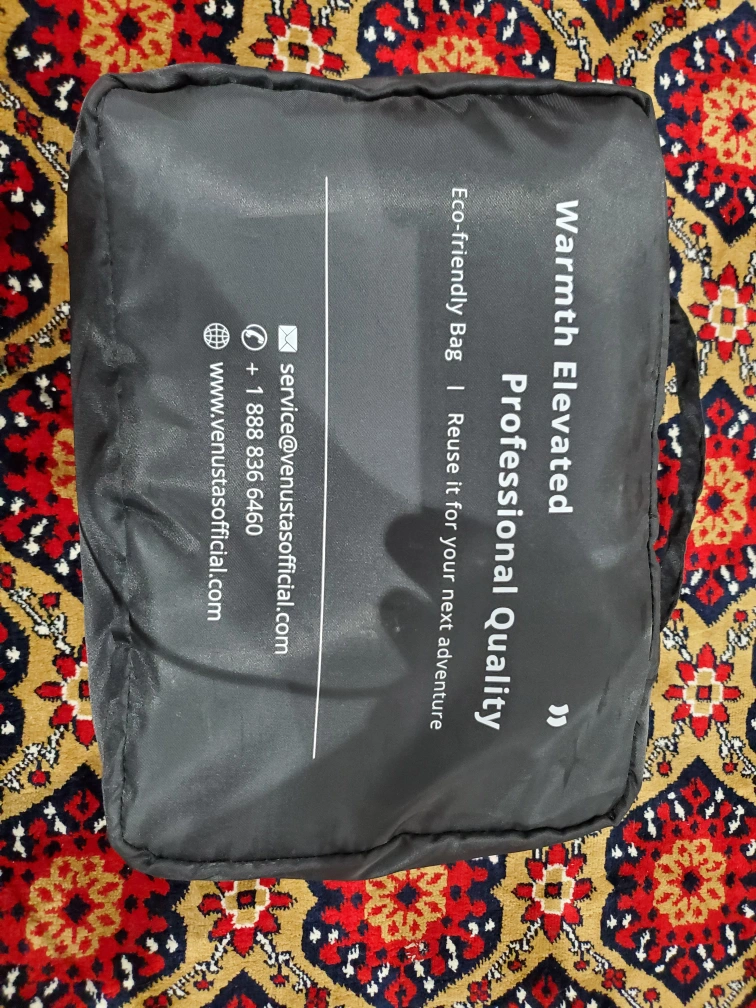 Warmth Elevated
Professional Quality ”
Eco-friendly Bag | Reuse it for your next adventure
service@venustasofficial.com
+ 1 888 836 6460
www.venustasofficial.com